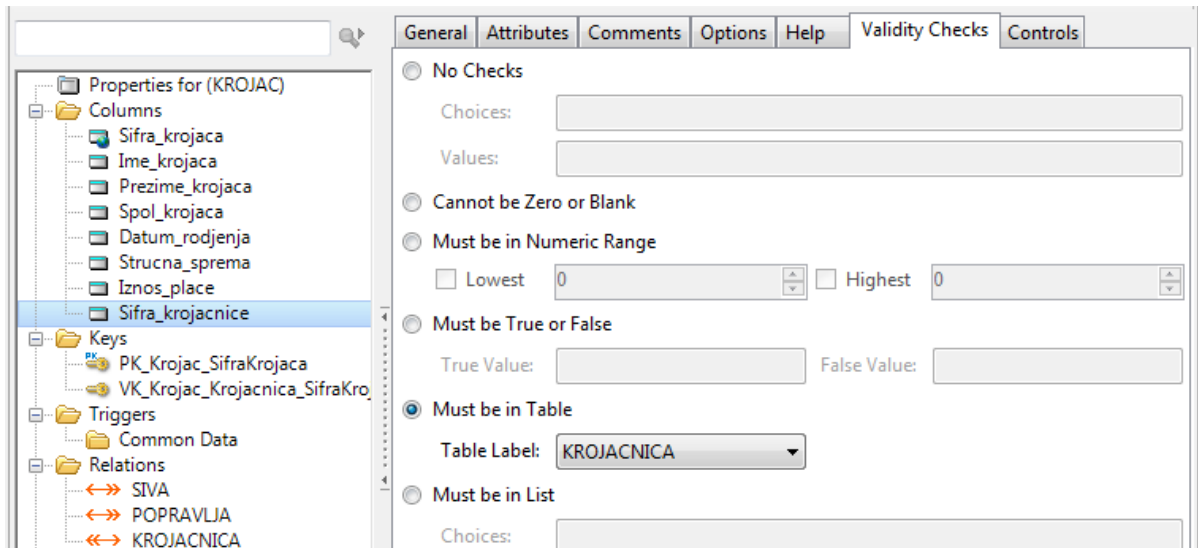 General Attributes Comments Options Help Validity Checks Controls
Properties for (KROJAC)
Columns
Sifra_krojaca
Ime_krojaca
Prezime_krojaca
Spol_krojaca
Datum_rodjenja
Strucna_sprema
Iznos_place
Sifra_krojacnice
Keys
PK_Krojac_SifraKrojaca
VK_Krojac_Krojacnica_SifraKroj
Triggers
Common Data
Relations
SIVA
POPRAVLJA
KROJACNICA
No Checks
Choices:
Values:
Cannot be Zero or Blank
Must be in Numeric Range
Lowest 0 Highest 0
Must be True or False
True Value: False Value:
Must be in Table
Table Label: KROJACNICA
Must be in List
Choices: